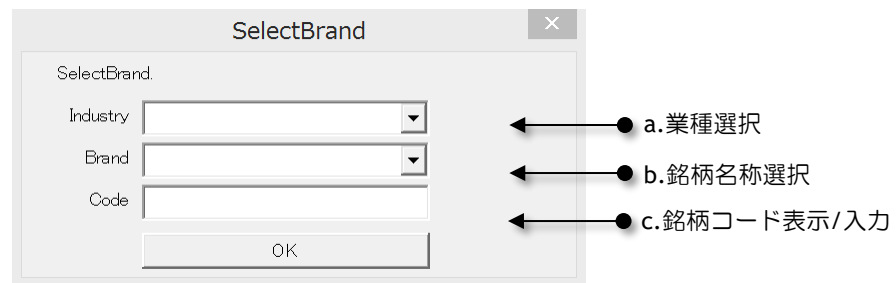 SelectBrand
SelectBrand.
Industry
a.業種選択
Brand
b.銘柄名称選択
Code
c.銘柄コード表示/入力
OK